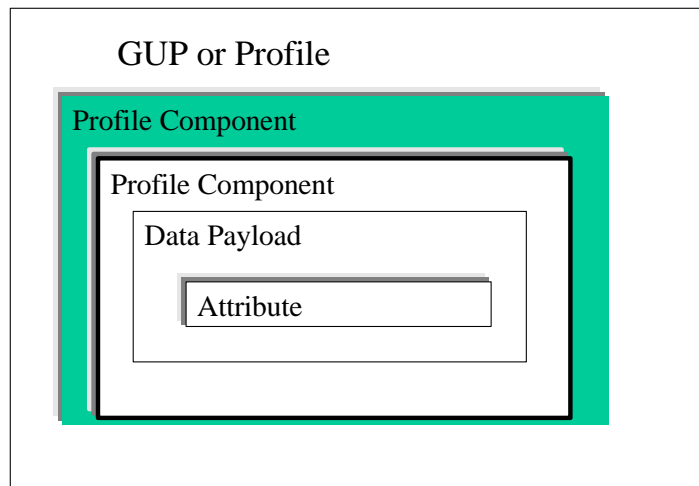 GUP or Profile
Profile Component
Profile Component
Data Payload
Attribute